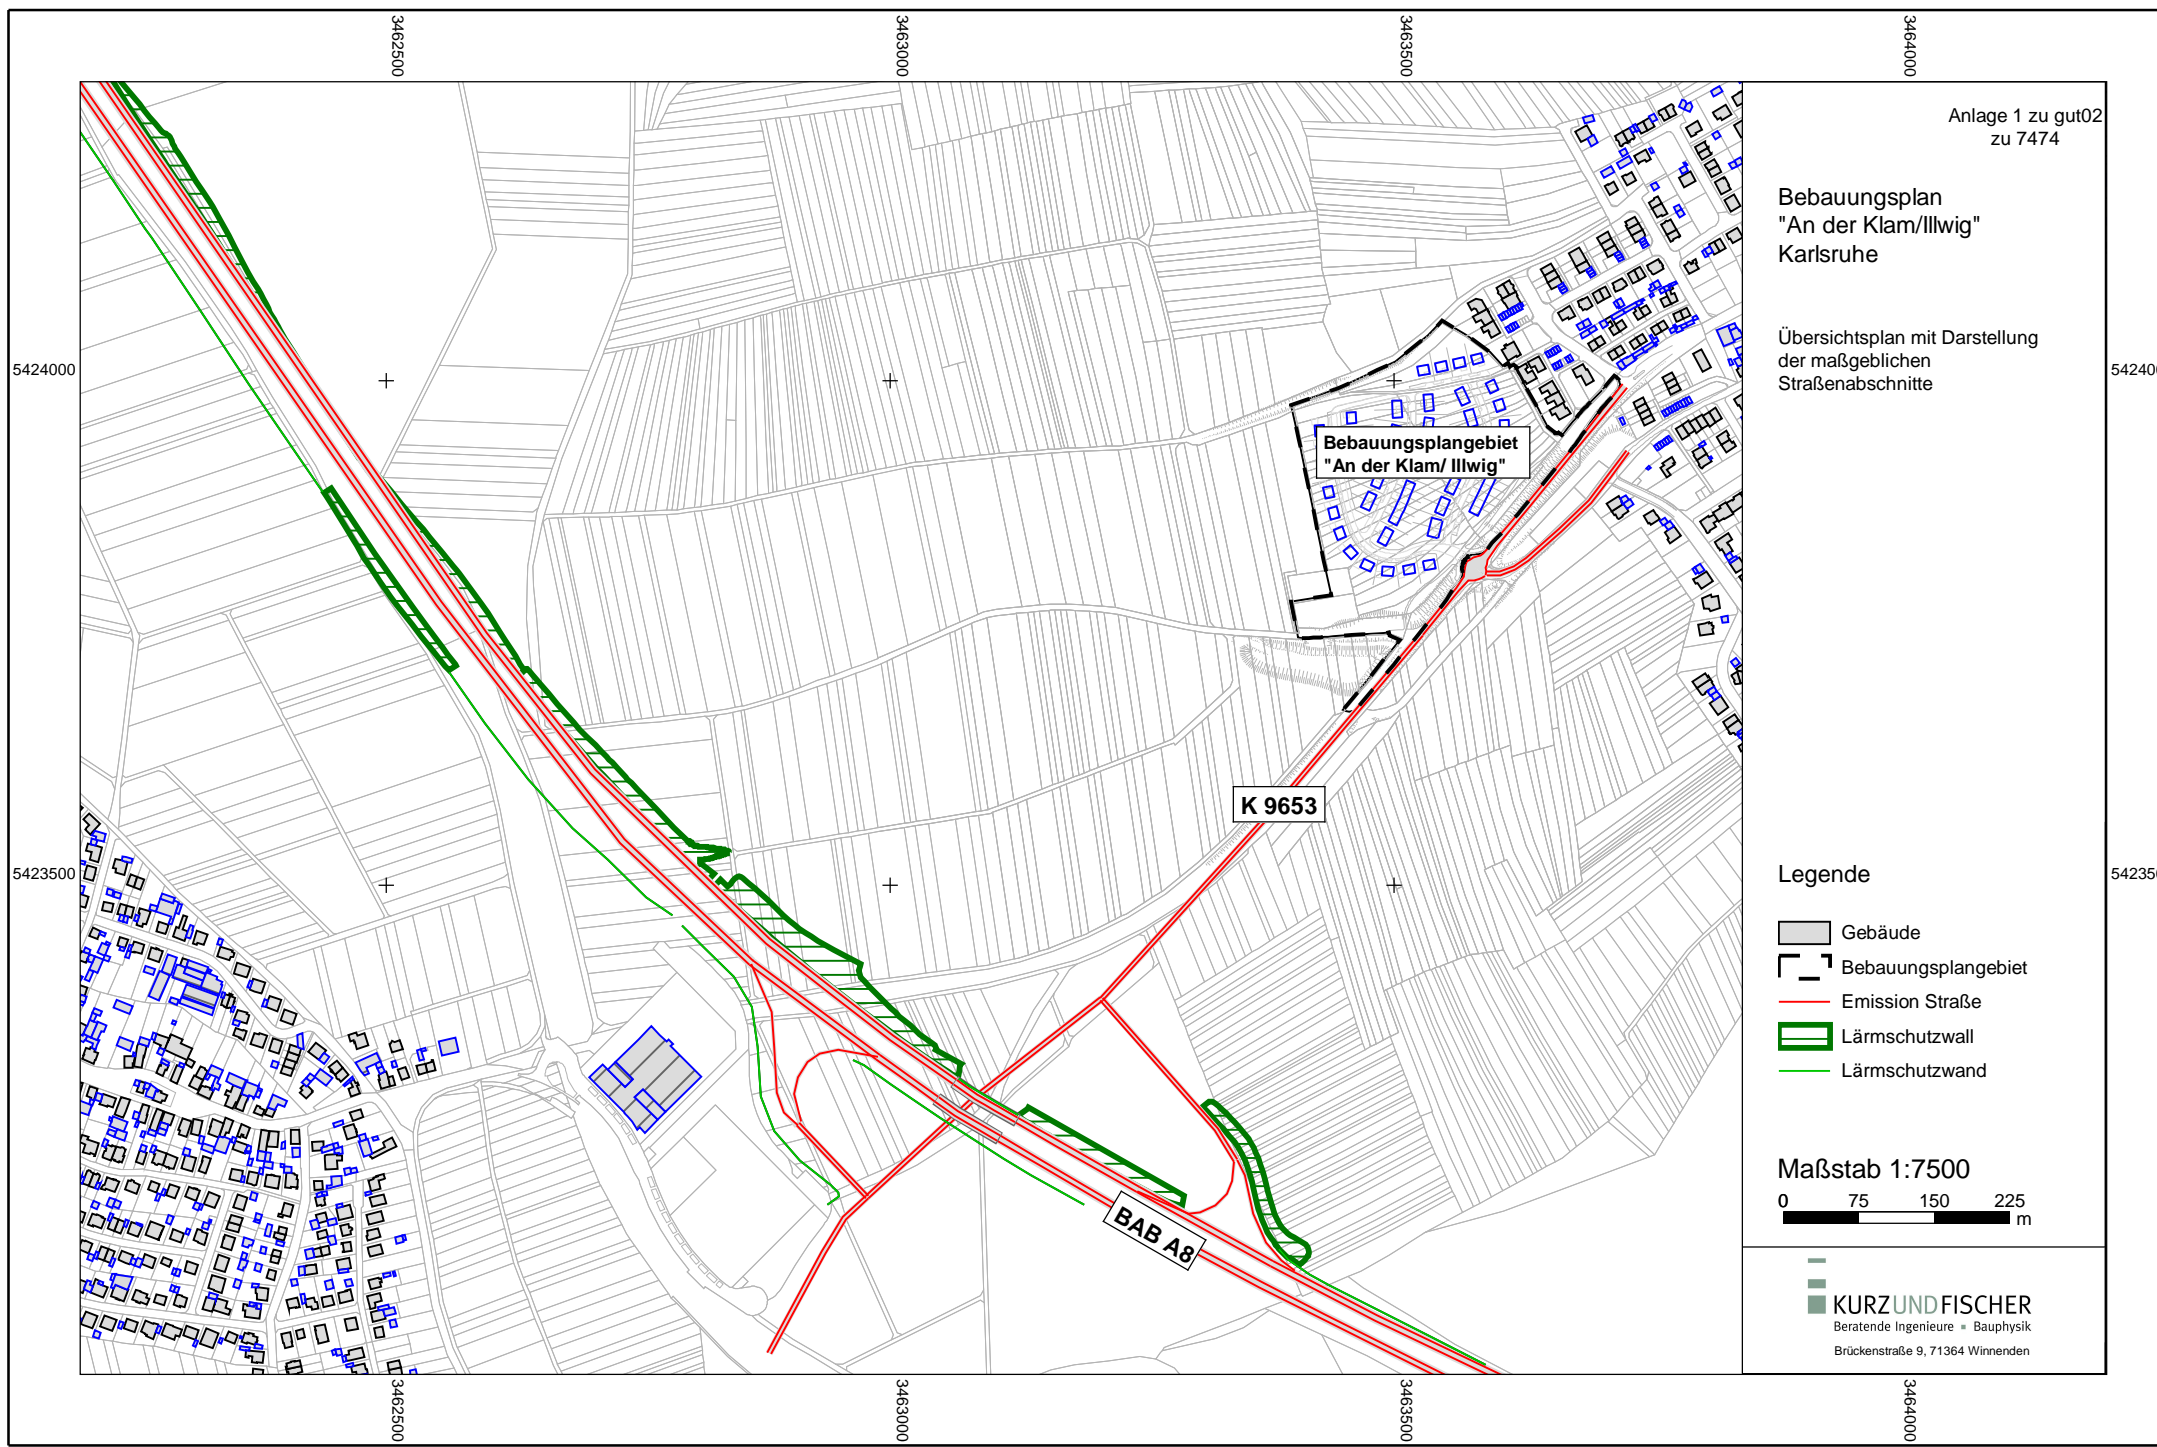 3462500
3463000
3463500
3464000
Anlage 1 zu gut02
zu 7474
Bebauungsplan
"An der Klam/Illwig"
Karlsruhe
Übersichtsplan mit Darstellung
der maßgeblichen
Straßenabschnitte
5424000
542400
Bebauungsplangebiet
"An der Klam/ Illwig"
K 9653
5423500
542350
Legende
Gebäude
Bebauungsplangebiet
Emission Straße
Lärmschutzwall
Lärmschutzwand
BAB A8
Maßstab 1:7500
0 75 150 225
m
KURZUNDFISCHER
Beratende Ingenieure ▪ Bauphysik
Brückenstraße 9, 71364 Winnenden
3462500
3463000
3463500
3464000